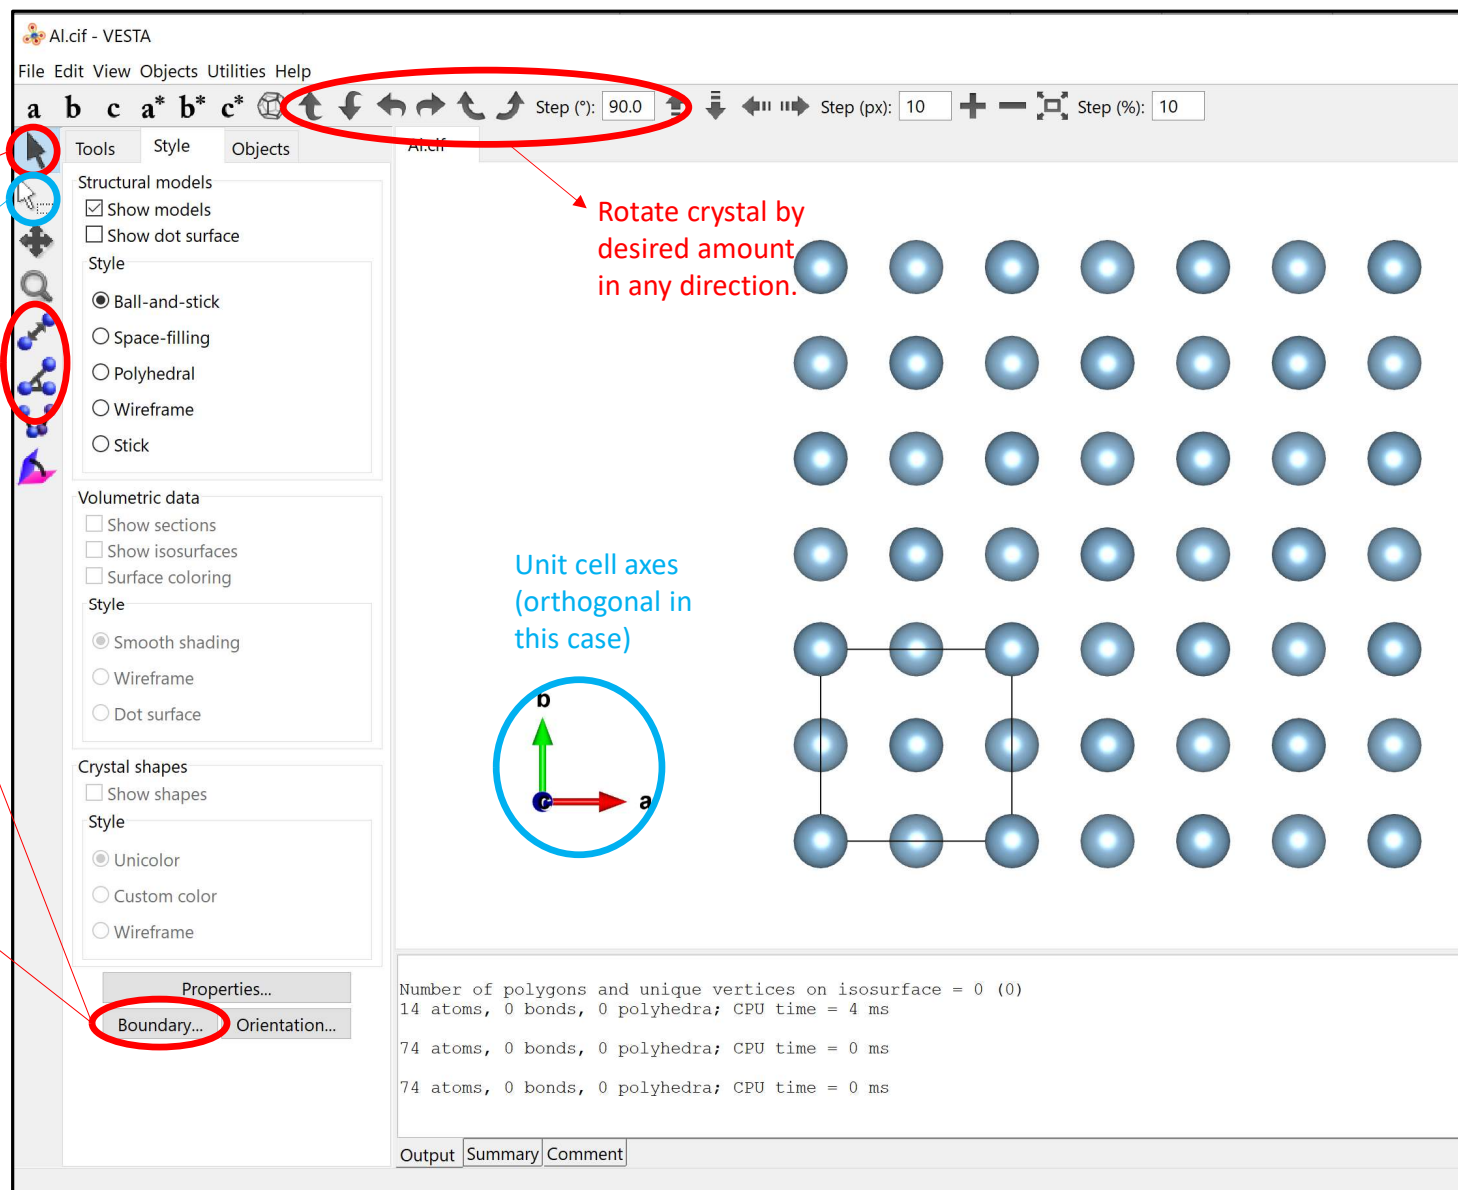 Al.cif - VESTA
File Edit View Objects Utilities Help
a b c a* b* c* Step (°): 90.0 Step (px): 10 Step (%): 10
Tools Style Objects
Al.cif
Structural models
Show models
Show dot surface
Style
Ball-and-stick
Space-filling
Polyhedral
Wireframe
Stick
Volumetric data
Show sections
Show isosurfaces
Surface coloring
Style
Smooth shading
Wireframe
Dot surface
Crystal shapes
Show shapes
Style
Unicolor
Custom color
Wireframe
Properties...
Boundary... Orientation...
Rotate crystal by
desired amount
in any direction.
Unit cell axes
(orthogonal in
this case)
b
c a
Number of polygons and unique vertices on isosurface = 0 (0)
14 atoms, 0 bonds, 0 polyhedra; CPU time = 4 ms
74 atoms, 0 bonds, 0 polyhedra; CPU time = 0 ms
74 atoms, 0 bonds, 0 polyhedra; CPU time = 0 ms
Output Summary Comment